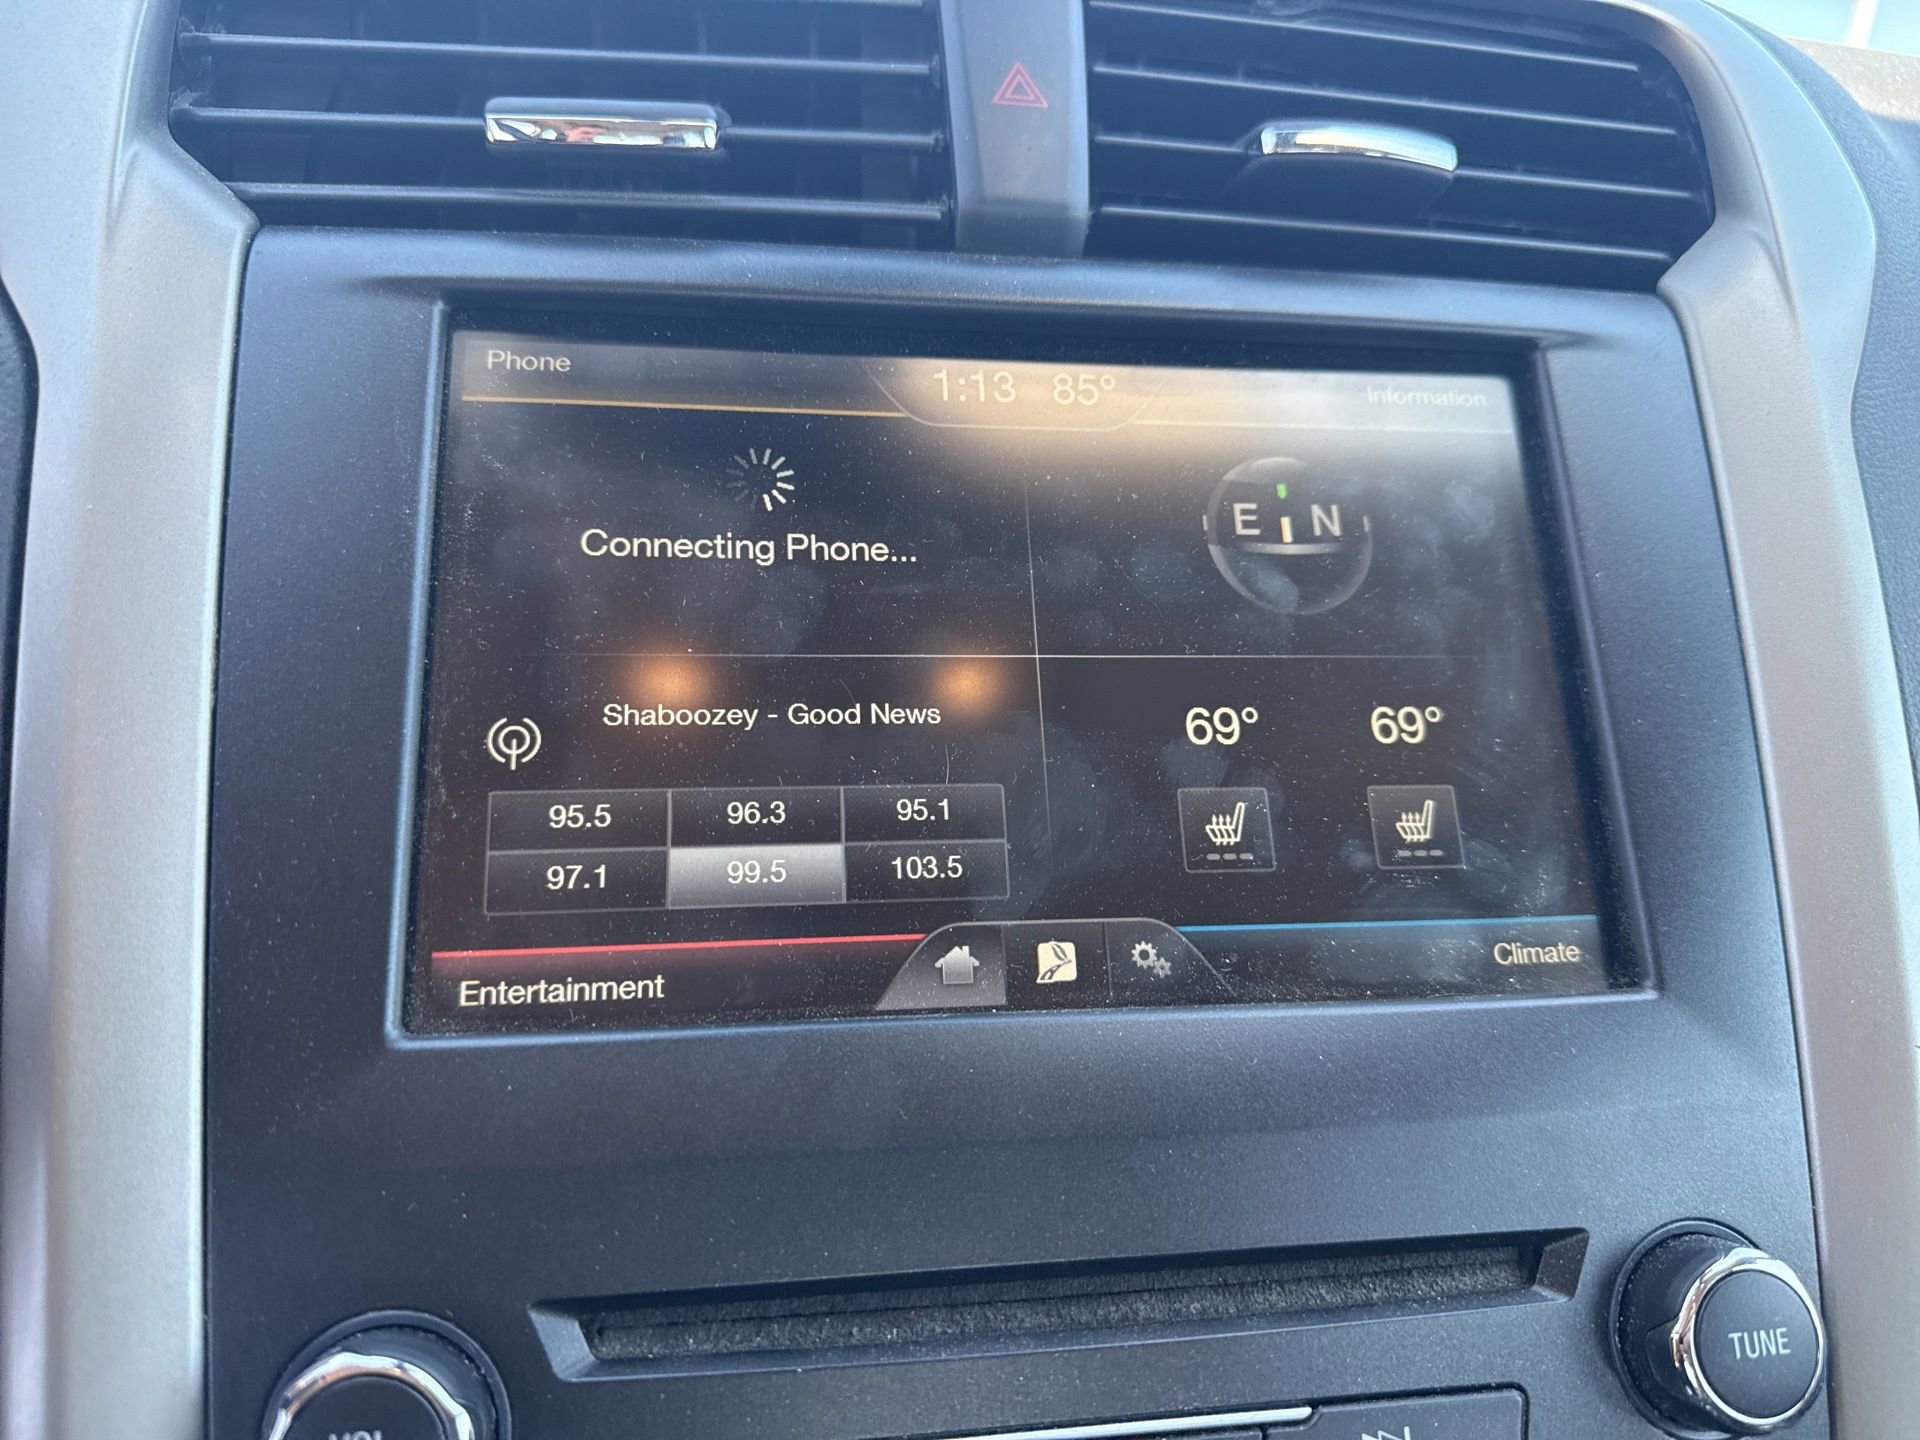 Phone
1:13 85°
Information
Connecting Phone...
E N
Shaboozey - Good News
95.5 96.3 95.1
97.1 99.5 103.5
69° 69°
Entertainment
Climate
VOL
TUNE